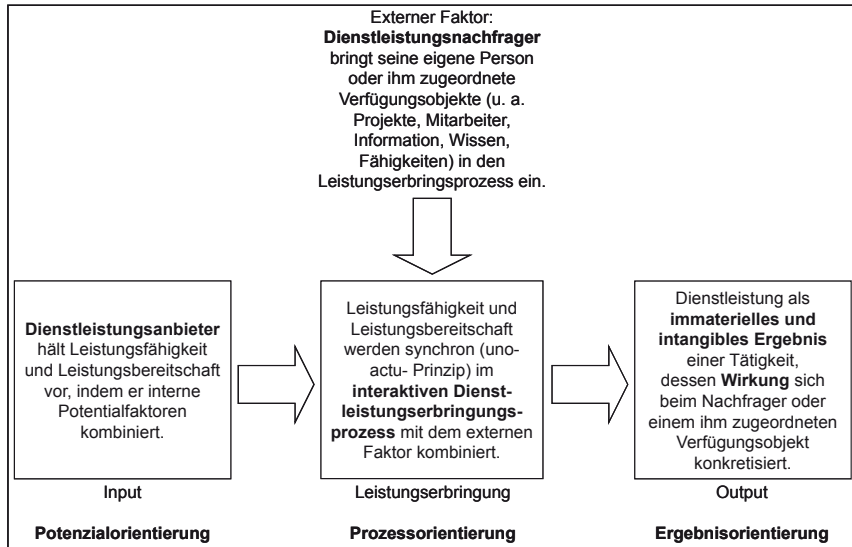 Externer Faktor:
Dienstleistungsnachfrager
bringt seine eigene Person
oder ihm zugeordnete
Verfügungsobjekte (u. a.
Projekte, Mitarbeiter,
Information, Wissen,
Fähigkeiten) in den
Leistungserbringsprozess ein.
Dienstleistungsanbieter
hält Leistungsfähigkeit
und Leistungsbereitschaft
vor, indem er interne
Potentialfaktoren
kombiniert.
Leistungsfähigkeit und
Leistungsbereitschaft
werden synchron (uno-
actu- Prinzip) im
interaktiven Dienst-
leistungserbringungs-
prozess mit dem externen
Faktor kombiniert.
Dienstleistung als
immaterielles und
intangibles Ergebnis
einer Tätigkeit,
dessen Wirkung sich
beim Nachfrager oder
einem ihm zugeordneten
Verfügungsobjekt
konkretisiert.
Input
Leistungserbringung
Output
Potenzialorientierung
Prozessorientierung
Ergebnisorientierung